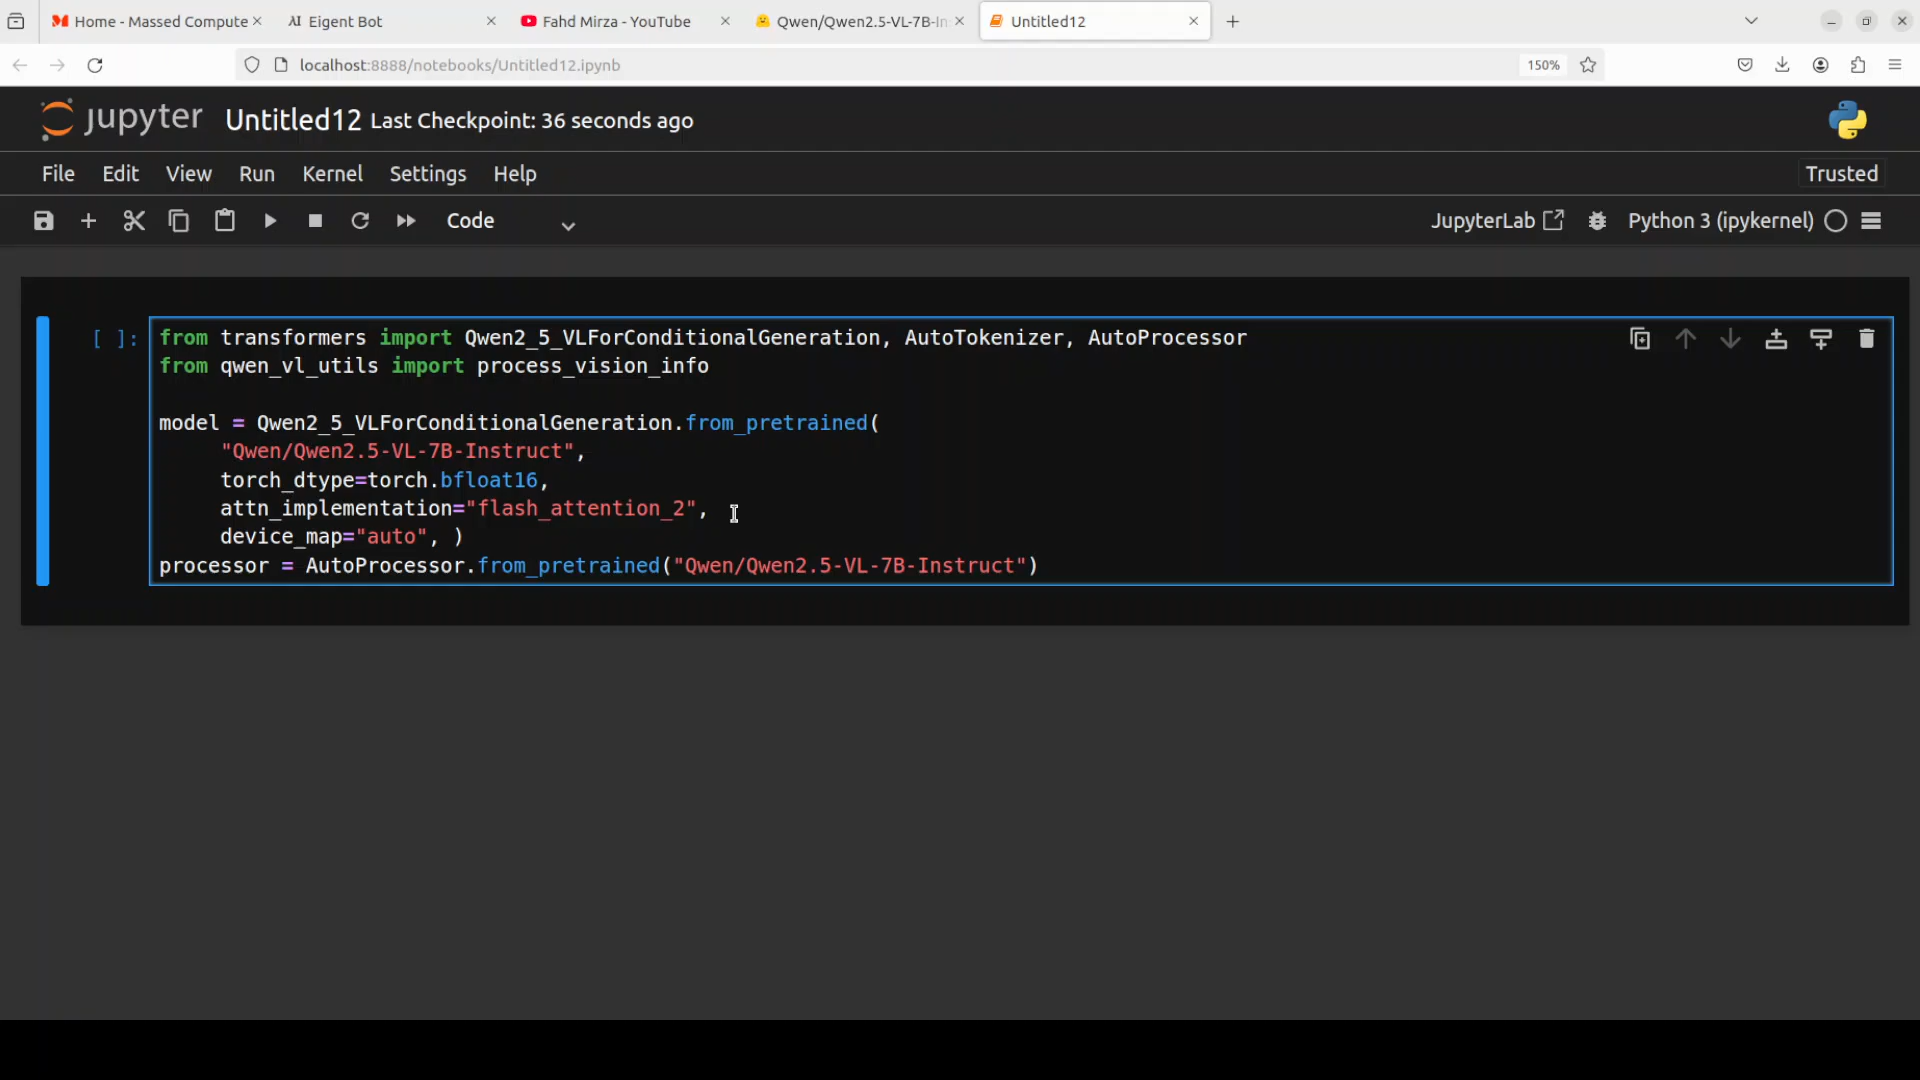 Home - Massed Compute
AI Eigent Bot
Fahd Mirza - YouTube
Qwen/Qwen2.5-VL-7B-In
Untitled12
localhost:8888/notebooks/Untitled12.ipynb
150%
jupyter Untitled12 Last Checkpoint: 36 seconds ago
File Edit View Run Kernel Settings Help
Trusted
Code
JupyterLab
Python 3 (ipykernel)
[ ]:
from transformers import Qwen2_5_VLForConditionalGeneration, AutoTokenizer, AutoProcessor
from qwen_vl_utils import process_vision_info
model = Qwen2_5_VLForConditionalGeneration.from_pretrained(
"Qwen/Qwen2.5-VL-7B-Instruct",
torch_dtype=torch.bfloat16,
attn_implementation="flash_attention_2",
device_map="auto", )
processor = AutoProcessor.from_pretrained("Qwen/Qwen2.5-VL-7B-Instruct")